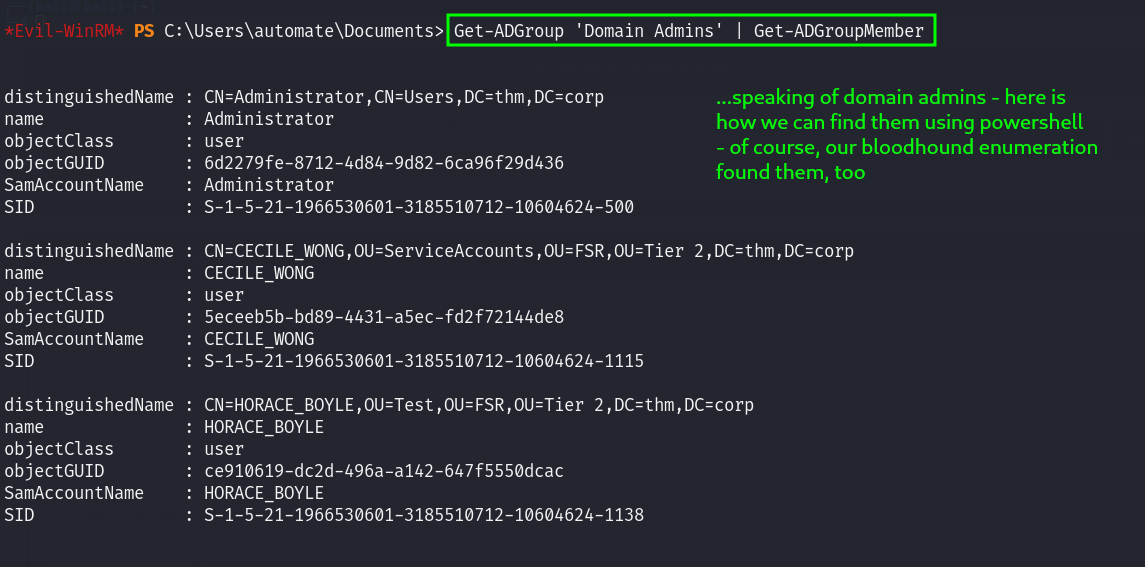 *Evil-WinRM* PS C:\Users\automate\Documents> Get-ADGroup 'Domain Admins' | Get-ADGroupMember
distinguishedName : CN=Administrator,CN=Users,DC=thm,DC=corp
name              : Administrator
objectClass       : user
objectGUID        : 6d2279fe-8712-4d84-9d82-6ca96f29d436
SamAccountName    : Administrator
SID               : S-1-5-21-1966530601-3185510712-10604624-500
...speaking of domain admins - here is
how we can find them using powershell
- of course, our bloodhound enumeration
found them, too
distinguishedName : CN=CECILE_WONG,OU=ServiceAccounts,OU=FSR,OU=Tier 2,DC=thm,DC=corp
name              : CECILE_WONG
objectClass       : user
objectGUID        : 5eceeb5b-bd89-4431-a5ec-fd2f72144de8
SamAccountName    : CECILE_WONG
SID               : S-1-5-21-1966530601-3185510712-10604624-1115
distinguishedName : CN=HORACE_BOYLE,OU=Test,OU=FSR,OU=Tier 2,DC=thm,DC=corp
name              : HORACE_BOYLE
objectClass       : user
objectGUID        : ce910619-dc2d-496a-a142-647f5550dcac
SamAccountName    : HORACE_BOYLE
SID               : S-1-5-21-1966530601-3185510712-10604624-1138